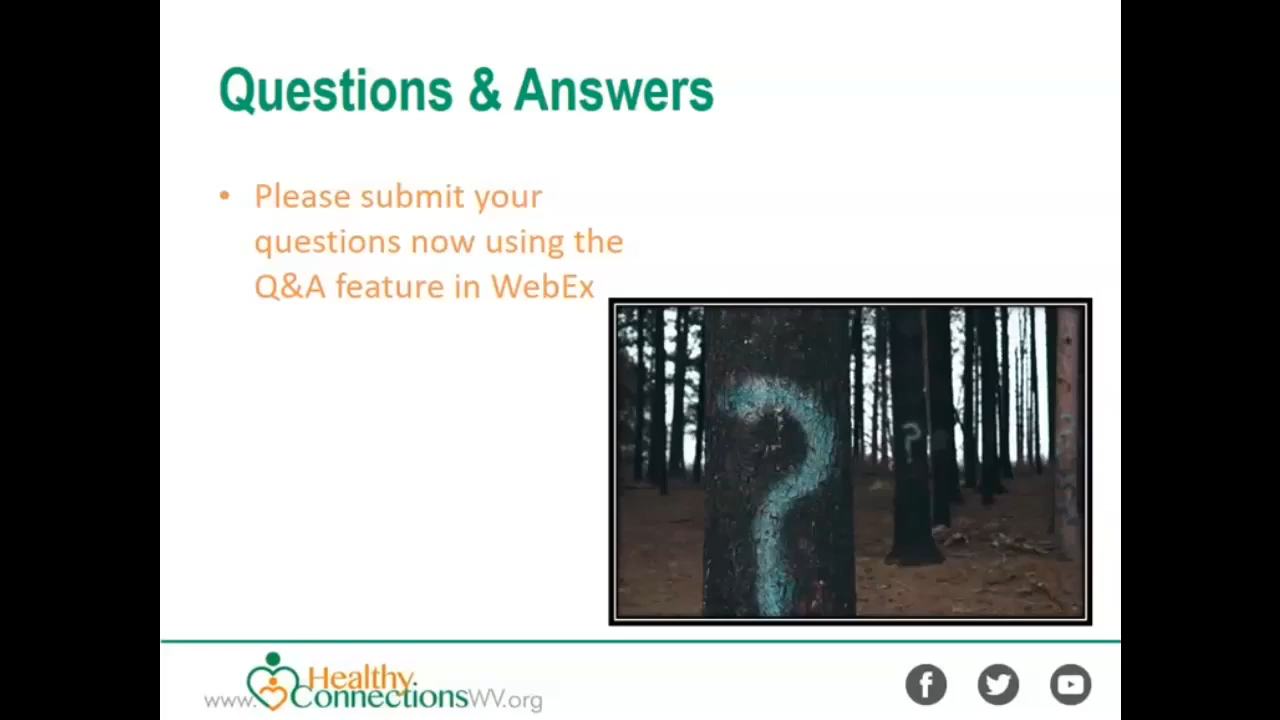 Questions & Answers
• Please submit your
questions now using the
Q&A feature in WebEx
?
?
www.HealthyConnectionsWV.org